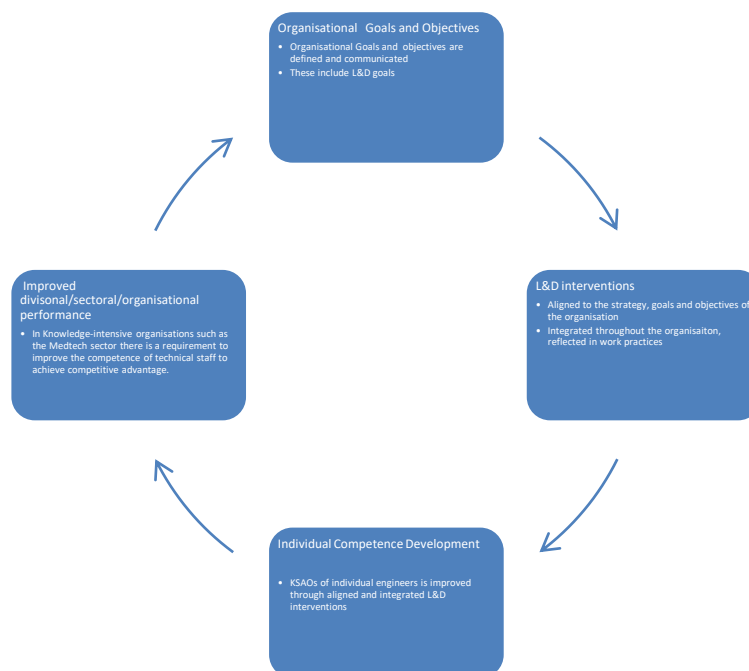 Organisational Goals and Objectives
• Organisational Goals and objectives are
defined and communicated
• These include L&D goals
L&D interventions
• Aligned to the strategy, goals and objectives of
the organisation
• Integrated throughout the organisaiton,
reflected in work practices
Individual Competence Development
• KSAOs of individual engineers is improved
through aligned and integrated L&D
interventions
Improved
divisonal/sectoral/organisational
performance
• In Knowledge-intensive organisations such as
the Medtech sector there is a requirement to
improve the competence of technical staff to
achieve competitive advantage.